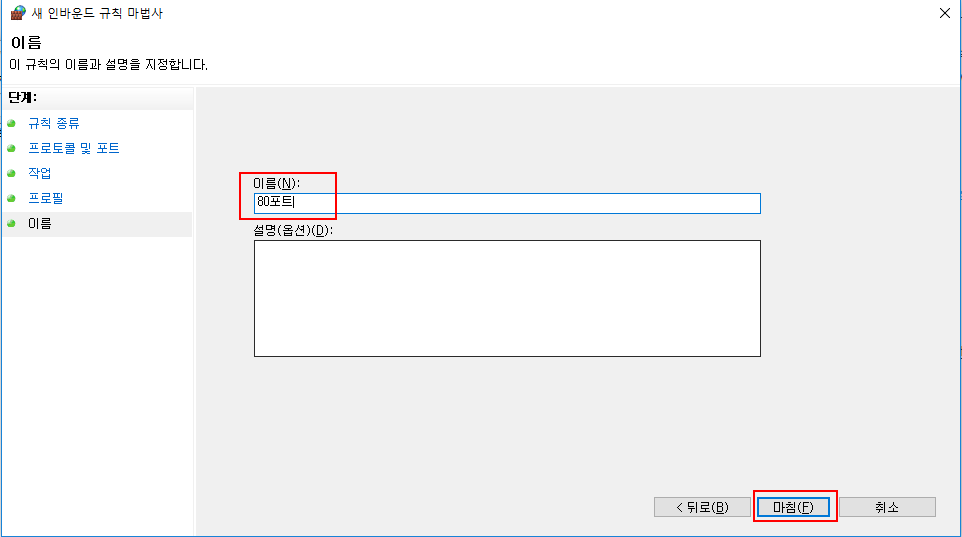 새 인바운드 규칙 마법사
이름
이 규칙의 이름과 설명을 지정합니다.
단계:
규칙 종류
프로토콜 및 포트
작업
프로필
이름
이름(N):
80포트
설명(옵션)(D):
< 뒤로(B)
마침(F)
취소